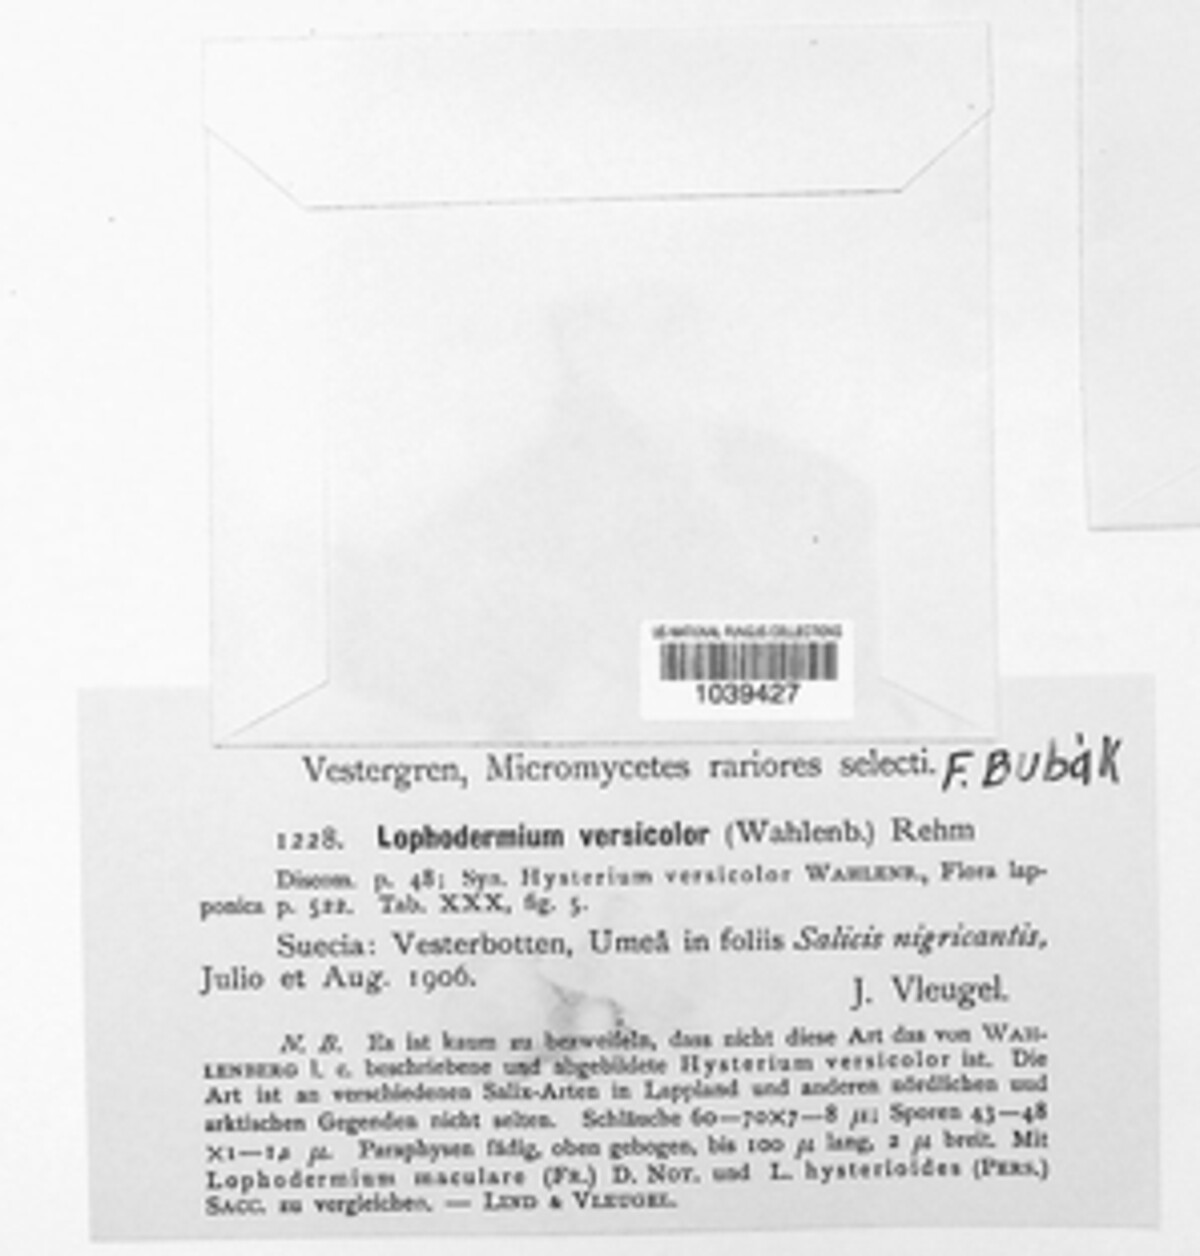 US NATIONAL FUNGUS COLLECTIONS
1039427
Vestergren, Micromycetes rariores selecti. F. Bubák
1228. Lophodermium versicolor (Wahlenb.) Rehm
Discom. p. 48; Syn. Hysterium versicolor WAHLENB., Flora lap-
ponica p. 522. Tab. XXX, fig. 5.
Suecia: Vesterbotten, Umeå in foliis Salicis nigricantis,
Julio et Aug. 1906.
J. Vleugel.
N. B. Es ist kaum zu bezweifeln, dass nicht diese Art das von WAH-
LENBERG l. c. beschriebene und abgebildete Hysterium versicolor ist. Die
Art ist an verschiedenen Salix-Arten in Lappland und anderen nördlichen und
arktischen Gegenden nicht selten. Schläuche 60—70×7—8 µ; Sporen 43—48
×1—1,5 µ. Paraphysen fädig, oben gebogen, bis 100 µ lang, 2 µ breit. Mit
Lophodermium maculare (FR.) D. NOT. und L. hysterioides (PERS.)
SACC. zu vergleichen. — LIND & VLEUGEL.